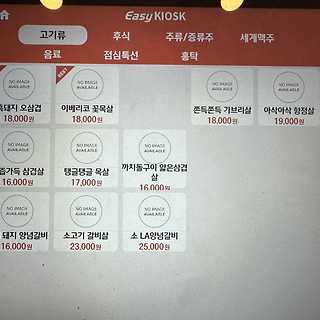 Easy KIOSK
고기류 후식 주류/증류주 세계맥주
음료 점심특선 홍탁
NO IMAGE AVAILABLE
BEST
NO IMAGE AVAILABLE
NO IMAGE AVAILABLE
NO IMAGE AVAILABLE
흑돼지 오삼겹 이베리코 꽃목살 쫀득쫀득 가브리살 아삭아삭 항정살
18,000원 18,000원 18,000원 19,000원
NO IMAGE AVAILABLE
NO IMAGE AVAILABLE
NO IMAGE AVAILABLE
육즙가득 삼겹살 탱글탱글 목살 까치돌구이 얇은삼겹살
16,000원 17,000원 16,000원
NO IMAGE AVAILABLE
NO IMAGE AVAILABLE
NO IMAGE AVAILABLE
돼지 양념갈비 소고기 갈비살 소 LA양념갈비
16,000원 23,000원 25,000원